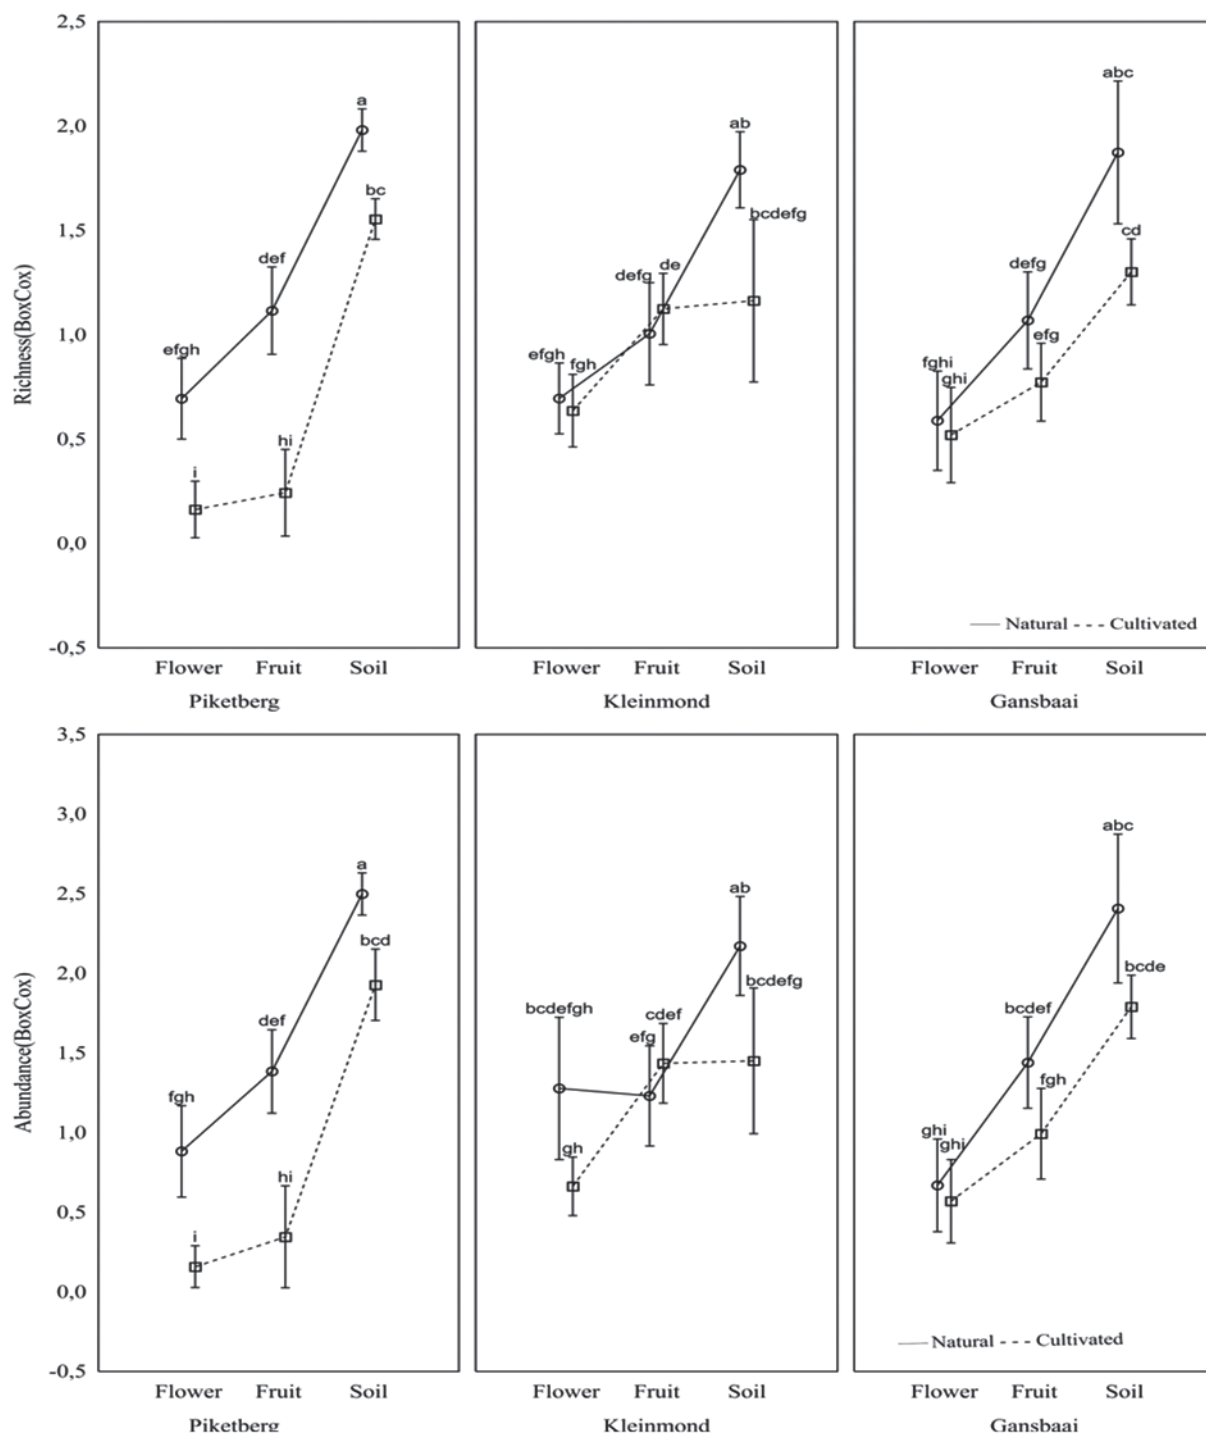 2,5
abc
a
2,0
ab
bc
bcdefg
cd
1,5
def
defg
de
defg
Richness(BoxCox)
1,0
efgh
efgh
fgh
fghi
ghi
efg
0,5
hi
i
0,0
Natural
Cultivated
-0,5
Flower Fruit Soil Flower Fruit Soil Flower Fruit Soil
Piketberg Kleinmond Gansbaai
3,5
3,0
abc
a
ab
2,5
bcd
bcdefg
bcde
2,0
bcdefgh
cdef
bcdef
def
efg
1,5
Abundance(BoxCox)
fgh
fgh
1,0
gh
ghi
ghi
hi
0,5
i
0,0
Natural
Cultivated
-0,5
Flower Fruit Soil Flower Fruit Soil Flower Fruit Soil
Piketberg Kleinmond Gansbaai